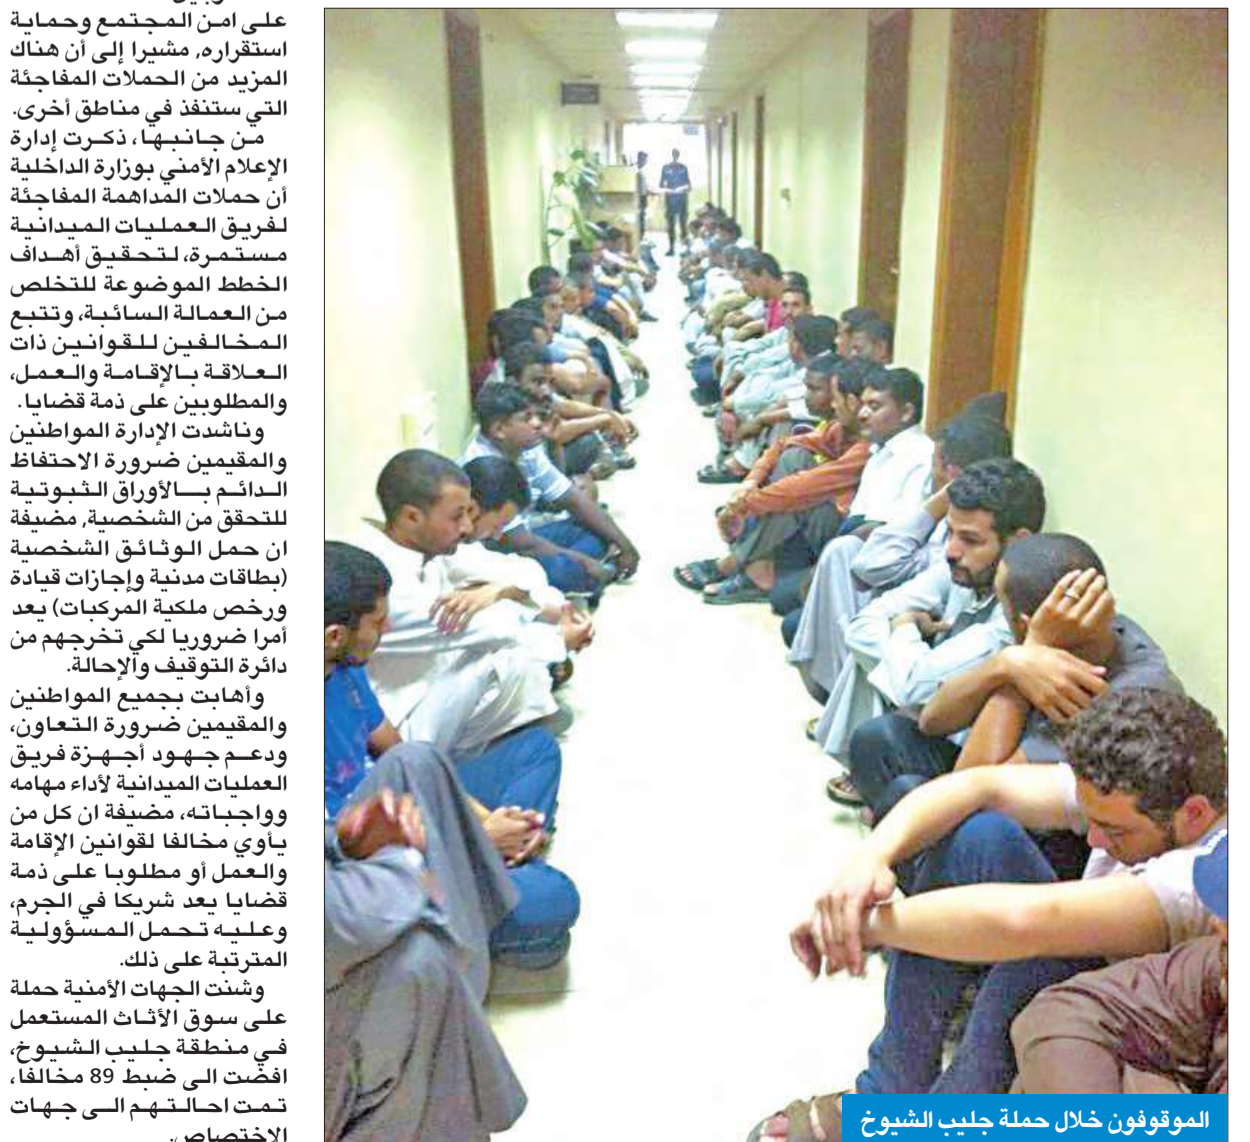 على امن المجتمع وحماية
استقراره, مشيرا إلى أن هناك
المزيد من الحملات المفاجئة
التي ستنفذ في مناطق أخرى.
من جانبها، ذكرت إدارة
الإعلام الأمني بوزارة الداخلية
أن حملات المداهمة المفاجئة
لفريق العمليات الميدانية
مستمرة، لتحقيق أهداف
الخطط الموضوعة للتخلص
من العمالة السائبة، وتتبع
المخالفين للقوانين ذات
العلاقة بالإقامة والعمل،
والمطلوبين على ذمة قضايا.
وناشدت الإدارة المواطنين
والمقيمين ضرورة الاحتفاظ
الدائم بالأوراق الثبوتية
للتحقق من الشخصية, مضيفة
ان حمل الوثائق الشخصية
(بطاقات مدنية وإجازات قيادة
ورخص ملكية المركبات) يعد
أمرا ضروريا لكي تخرجهم من
دائرة التوقيف والإحالة.
وأهابت بجميع المواطنين
والمقيمين ضرورة التعاون،
ودعم جهود أجهزة فريق
العمليات الميدانية لأداء مهامه
وواجباته، مضيفة ان كل من
يأوي مخالفا لقوانين الإقامة
والعمل أو مطلوبا على ذمة
قضايا يعد شريكا في الجرم،
وعليه تحمل المسؤولية
المترتبة على ذلك.
وشنت الجهات الأمنية حملة
على سوق الأثاث المستعمل
في منطقة جليب الشيوخ،
افضت الى ضبط 89 مخالفا،
تمت احالتهم الى جهات
الاختصاص.
الموقوفون خلال حملة جليب الشيوخ